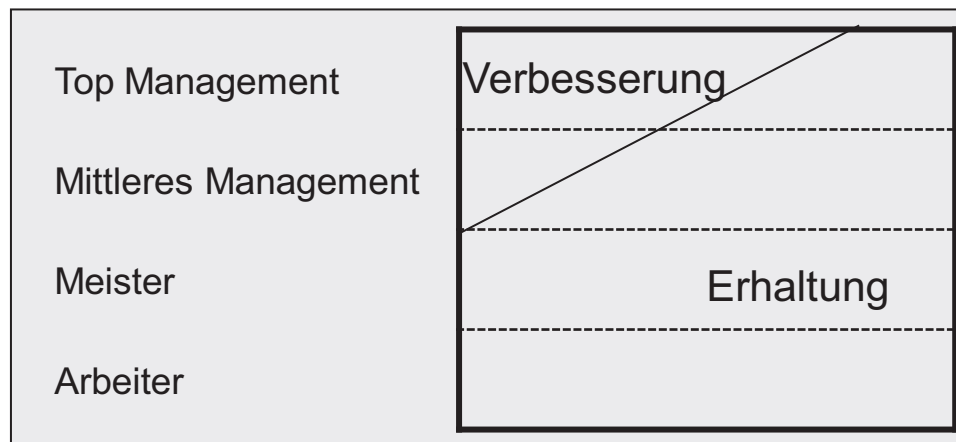 Top Management
Verbesserung
Mittleres Management
Meister
Erhaltung
Arbeiter